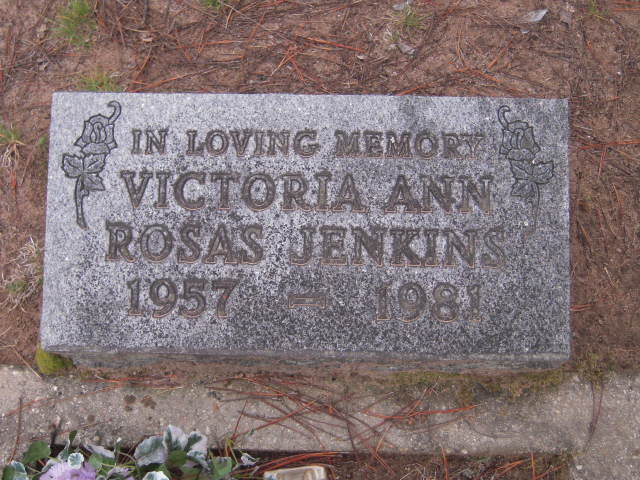 IN LOVING MEMORY
VICTORIA ANN
ROSAS JENKINS
1957 — 1981